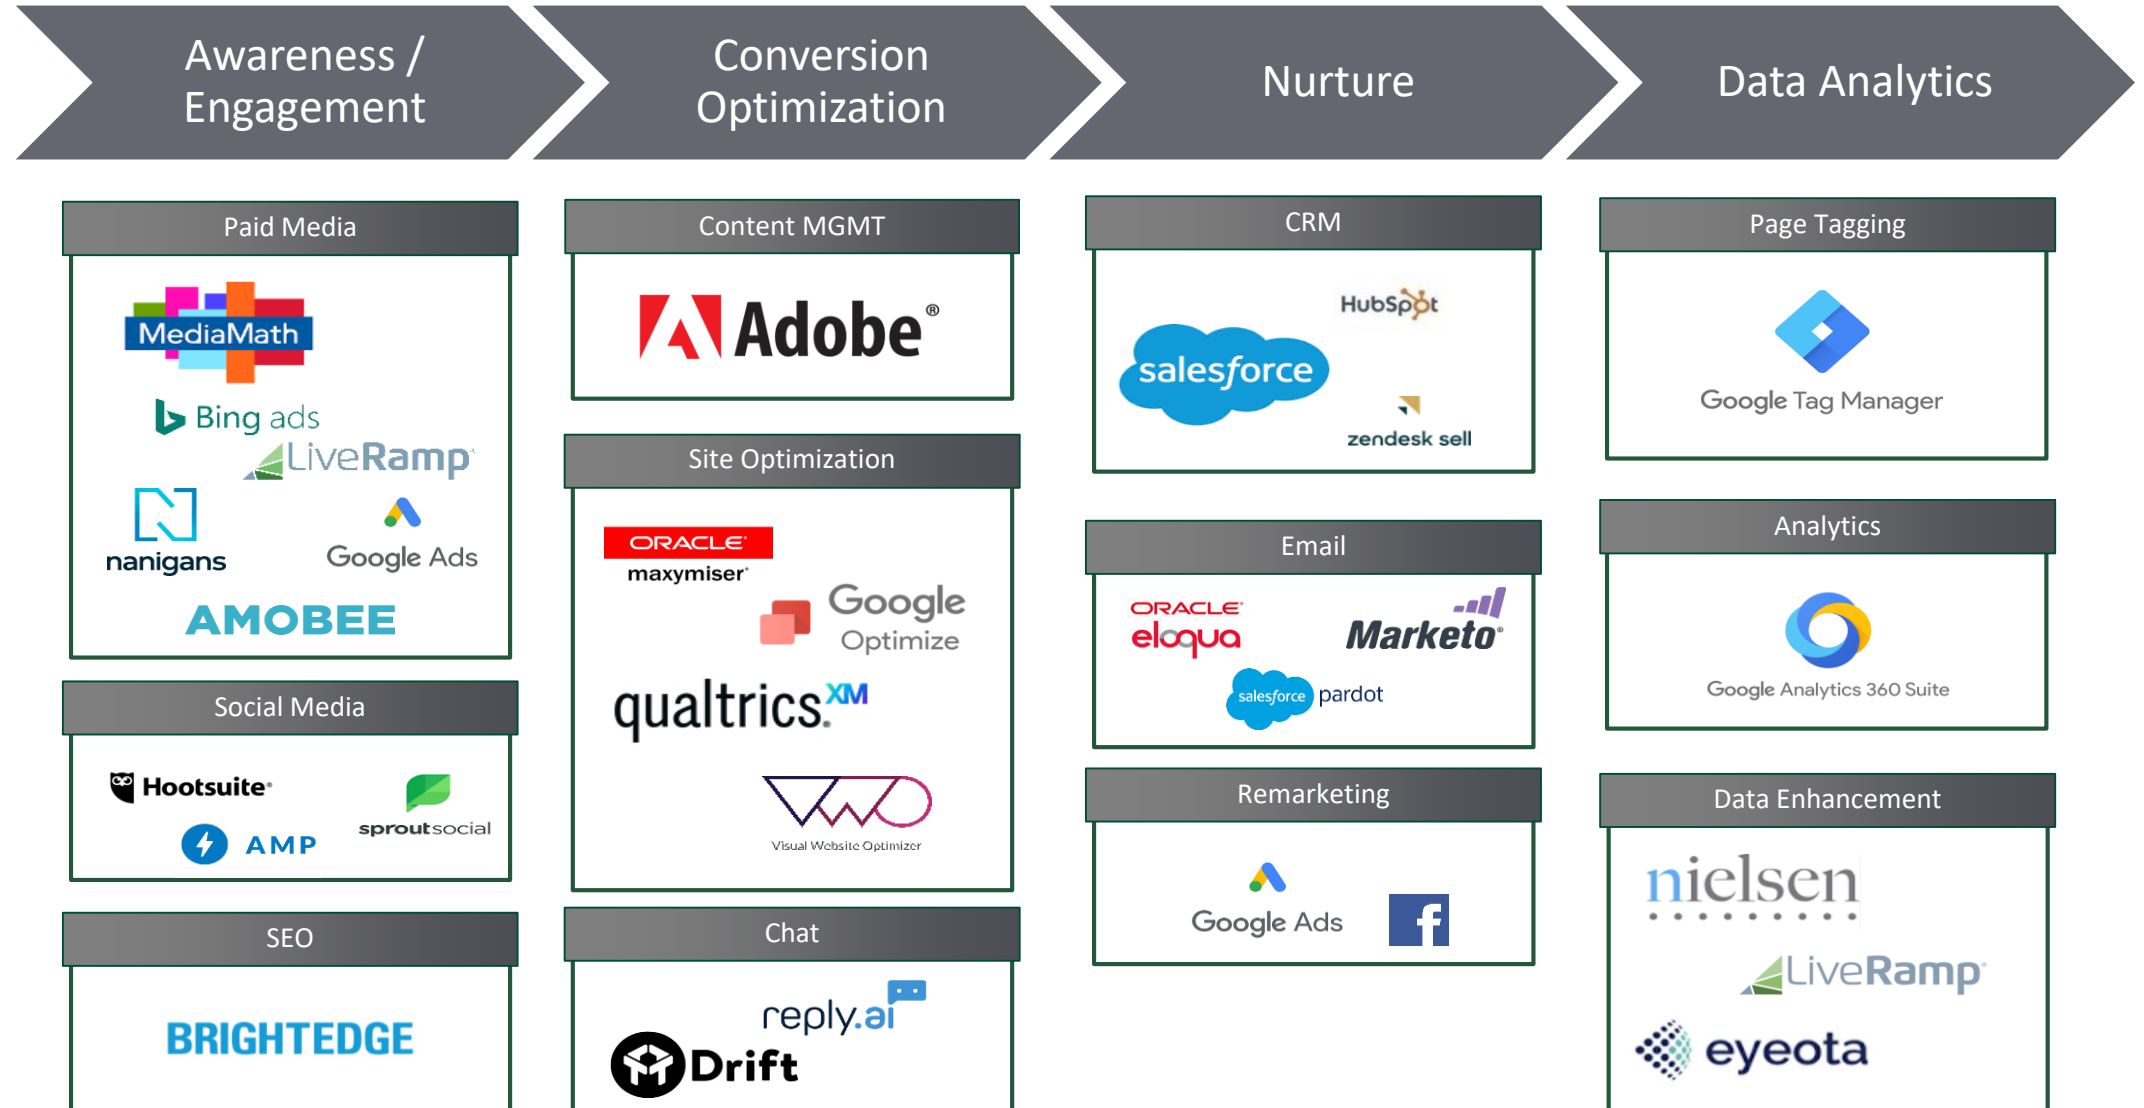 Awareness /
Engagement
Conversion
Optimization
Nurture
Data Analytics
Paid Media
MediaMath
Bing ads
LiveRamp
nanigans
Google Ads
AMOBEE
Social Media
Hootsuite
sproutsocial
AMP
SEO
BRIGHTEDGE
Content MGMT
Adobe®
Site Optimization
ORACLE®
maxymiser®
Google
Optimize
qualtrics.XM
VWO
Visual Website Optimizer
Chat
reply.ai
Drift
CRM
HubSpot
salesforce
zendesk sell
Email
ORACLE®
eloqua
Marketo®
salesforce pardot
Remarketing
Google Ads
f
Page Tagging
Google Tag Manager
Analytics
Google Analytics 360 Suite
Data Enhancement
nielsen
LiveRamp
eyeota